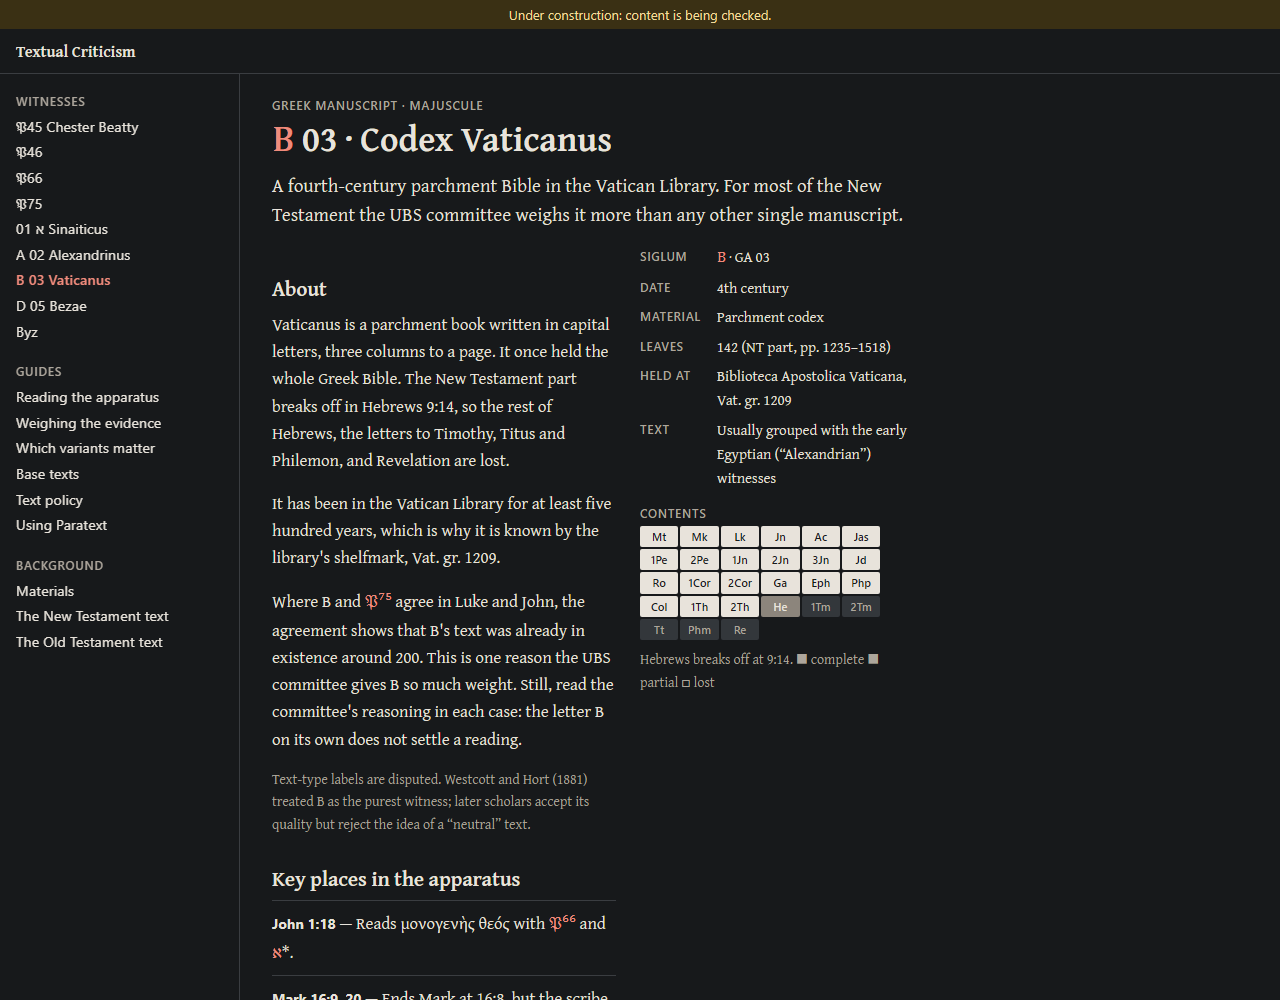 Under construction: content is being checked.
Textual Criticism
WITNESSES
𝔓45 Chester Beatty
𝔓46
𝔓66
𝔓75
01 א Sinaiticus
A 02 Alexandrinus
B 03 Vaticanus
D 05 Bezae
Byz
GUIDES
Reading the apparatus
Weighing the evidence
Which variants matter
Base texts
Text policy
Using Paratext
BACKGROUND
Materials
The New Testament text
The Old Testament text
GREEK MANUSCRIPT · MAJUSCULE
B 03 · Codex Vaticanus
A fourth-century parchment Bible in the Vatican Library. For most of the New
Testament the UBS committee weighs it more than any other single manuscript.
About
Vaticanus is a parchment book written in capital
letters, three columns to a page. It once held the
whole Greek Bible. The New Testament part
breaks off in Hebrews 9:14, so the rest of
Hebrews, the letters to Timothy, Titus and
Philemon, and Revelation are lost.
It has been in the Vatican Library for at least five
hundred years, which is why it is known by the
library's shelfmark, Vat. gr. 1209.
Where B and 𝔓⁷⁵ agree in Luke and John, the
agreement shows that B's text was already in
existence around 200. This is one reason the UBS
committee gives B so much weight. Still, read the
committee's reasoning in each case: the letter B
on its own does not settle a reading.
Text-type labels are disputed. Westcott and Hort (1881)
treated B as the purest witness; later scholars accept its
quality but reject the idea of a “neutral” text.
Key places in the apparatus
John 1:18 — Reads μονογενὴς θεός with 𝔓⁶⁶ and
א*.
Mark 16:9–20 — Ends Mark at 16:8, but the scribe
SIGLUM B · GA 03
DATE 4th century
MATERIAL Parchment codex
LEAVES 142 (NT part, pp. 1235–1518)
HELD AT Biblioteca Apostolica Vaticana,
Vat. gr. 1209
TEXT Usually grouped with the early
Egyptian (“Alexandrian”)
witnesses
CONTENTS
Mt Mk Lk Jn Ac Jas
1Pe 2Pe 1Jn 2Jn 3Jn Jd
Ro 1Cor 2Cor Ga Eph Php
Col 1Th 2Th He 1Tm 2Tm
Tt Phm Re
Hebrews breaks off at 9:14. ■ complete ■
partial □ lost